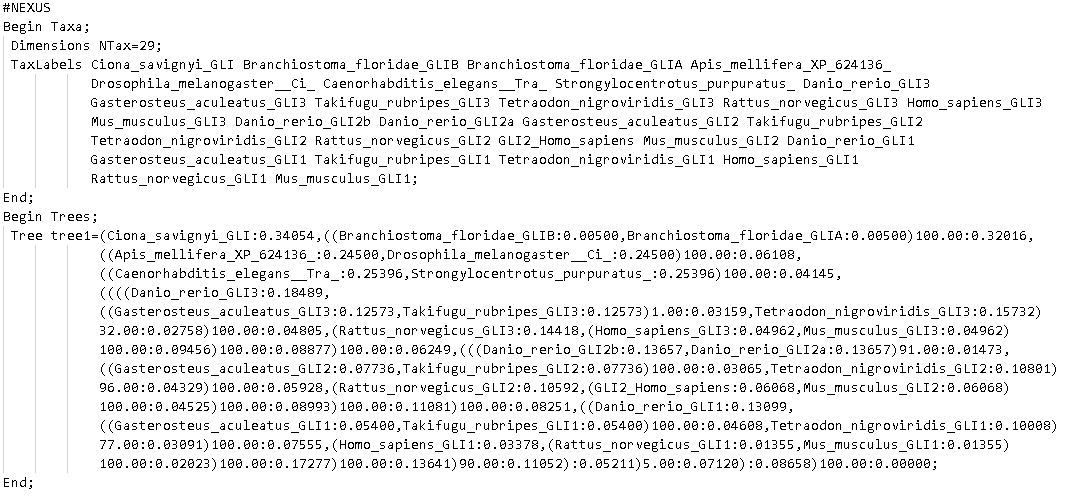 #NEXUS
Begin Taxa;
Dimensions NTax=29;
TaxLabels Ciona_savignyi_GLI Branchiostoma_floridae_GLIB Branchiostoma_floridae_GLIA Apis_mellifera_XP_624136_
Drosophila_melanogaster__Ci_ Caenorhabditis_elegans__Tra_ Strongylocentrotus_purpuratus_ Danio_rerio_GLI3
Gasterosteus_aculeatus_GLI3 Takifugu_rubripes_GLI3 Tetraodon_nigroviridis_GLI3 Rattus_norvegicus_GLI3 Homo_sapiens_GLI3
Mus_musculus_GLI3 Danio_rerio_GLI2b Danio_rerio_GLI2a Gasterosteus_aculeatus_GLI2 Takifugu_rubripes_GLI2
Tetraodon_nigroviridis_GLI2 Rattus_norvegicus_GLI2 GLI2_Homo_sapiens Mus_musculus_GLI2 Danio_rerio_GLI1
Gasterosteus_aculeatus_GLI1 Takifugu_rubripes_GLI1 Tetraodon_nigroviridis_GLI1 Homo_sapiens_GLI1
Rattus_norvegicus_GLI1 Mus_musculus_GLI1;
End;
Begin Trees;
Tree tree1=(Ciona_savignyi_GLI:0.34054,((Branchiostoma_floridae_GLIB:0.00500,Branchiostoma_floridae_GLIA:0.00500)100.00:0.32016,
((Apis_mellifera_XP_624136_:0.24500,Drosophila_melanogaster__Ci_:0.24500)100.00:0.06108,
((Caenorhabditis_elegans__Tra_:0.25396,Strongylocentrotus_purpuratus_:0.25396)100.00:0.04145,
((((Danio_rerio_GLI3:0.18489,
((Gasterosteus_aculeatus_GLI3:0.12573,Takifugu_rubripes_GLI3:0.12573)1.00:0.03159,Tetraodon_nigroviridis_GLI3:0.15732)
32.00:0.02758)100.00:0.04805,(Rattus_norvegicus_GLI3:0.14418,(Homo_sapiens_GLI3:0.04962,Mus_musculus_GLI3:0.04962)
100.00:0.09456)100.00:0.08877)100.00:0.06249,(((Danio_rerio_GLI2b:0.13657,Danio_rerio_GLI2a:0.13657)91.00:0.01473,
((Gasterosteus_aculeatus_GLI2:0.07736,Takifugu_rubripes_GLI2:0.07736)100.00:0.03065,Tetraodon_nigroviridis_GLI2:0.10801)
96.00:0.04329)100.00:0.05928,(Rattus_norvegicus_GLI2:0.10592,(GLI2_Homo_sapiens:0.06068,Mus_musculus_GLI2:0.06068)
100.00:0.04525)100.00:0.08993)100.00:0.11081)100.00:0.08251,((Danio_rerio_GLI1:0.13099,
((Gasterosteus_aculeatus_GLI1:0.05400,Takifugu_rubripes_GLI1:0.05400)100.00:0.04608,Tetraodon_nigroviridis_GLI1:0.10008)
77.00:0.03091)100.00:0.07555,(Homo_sapiens_GLI1:0.03378,(Rattus_norvegicus_GLI1:0.01355,Mus_musculus_GLI1:0.01355)
100.00:0.02023)100.00:0.17277)100.00:0.13641)90.00:0.11052):0.05211)5.00:0.07120):0.08658)100.00:0.00000;
End;